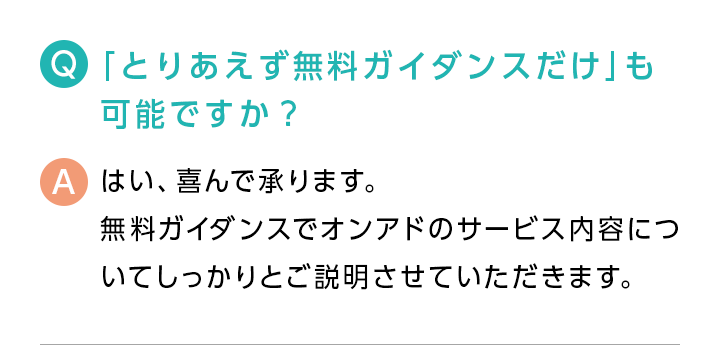 Q 「とりあえず無料ガイダンスだけ」も
可能ですか？
A はい、喜んで承ります。
無料ガイダンスでオンアドのサービス内容につ
いてしっかりとご説明させていただきます。